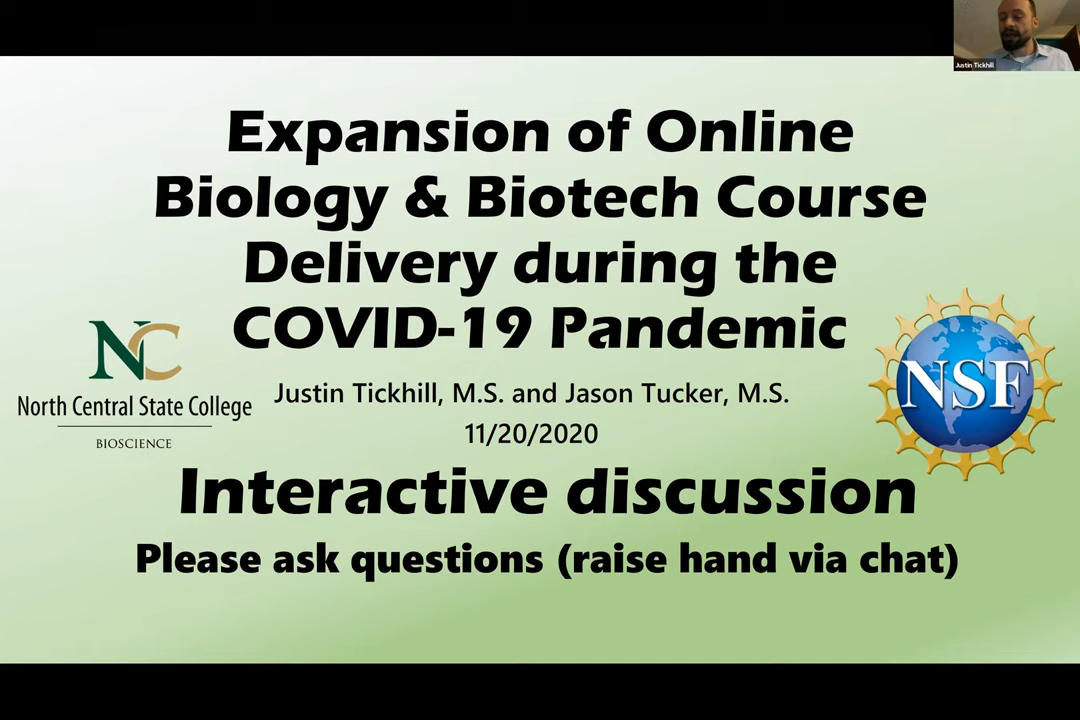 Justin Tickhill
Expansion of Online
Biology & Biotech Course
Delivery during the
COVID-19 Pandemic
NC
North Central State College
BIOSCIENCE
NSF
Justin Tickhill, M.S. and Jason Tucker, M.S.
11/20/2020
Interactive discussion
Please ask questions (raise hand via chat)